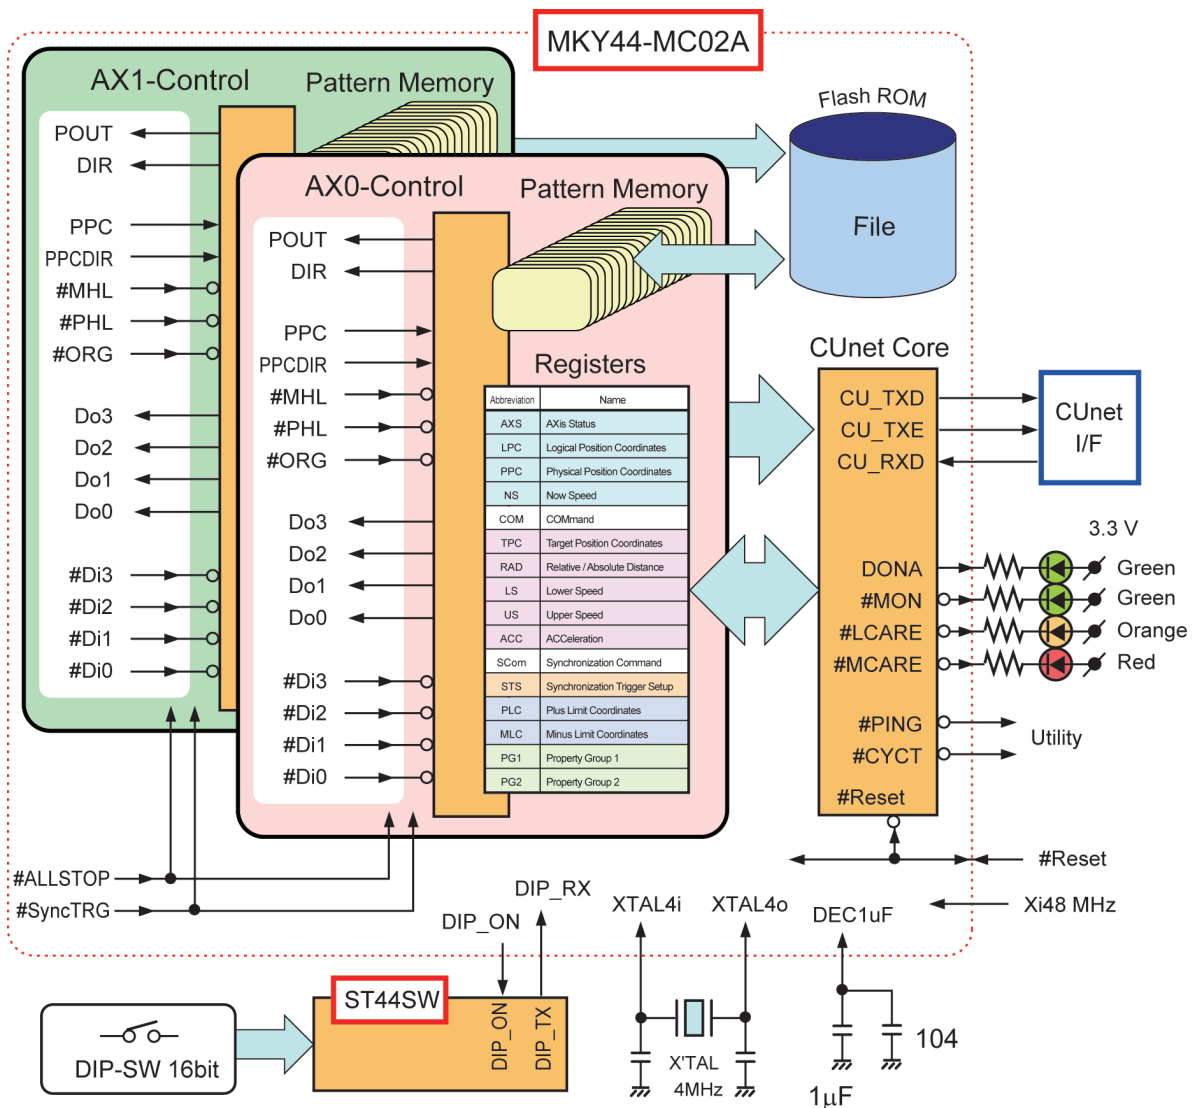 MKY44-MC02A
AX1-Control
Pattern Memory
POUT
DIR
PPC
PPCDIR
#MHL
#PHL
#ORG
Do3
Do2
Do1
Do0
#Di3
#Di2
#Di1
#Di0
AX0-Control
Pattern Memory
POUT
DIR
PPC
PPCDIR
#MHL
#PHL
#ORG
Do3
Do2
Do1
Do0
#Di3
#Di2
#Di1
#Di0
Registers
Abbreviation Name
AXS AXis Status
LPC Logical Position Coordinates
PPC Physical Position Coordinates
NS Now Speed
COM COMmand
TPC Target Position Coordinates
RAD Relative / Absolute Distance
LS Lower Speed
US Upper Speed
ACC ACCeleration
SCom Synchronization Command
STS Synchronization Trigger Setup
PLC Plus Limit Coordinates
MLC Minus Limit Coordinates
PG1 Property Group 1
PG2 Property Group 2
Flash ROM
File
CUnet Core
CU_TXD
CU_TXE
CU_RXD
CUnet
I/F
3.3 V
DONA Green
#MON Green
#LCARE Orange
#MCARE Red
#PING
#CYCT
Utility
#Reset
#Reset
Xi48 MHz
#ALLSTOP
#SyncTRG
DIP_ON
DIP_RX
XTAL4i
XTAL4o
DEC1uF
DIP-SW 16bit
ST44SW
DIP_ON
DIP_TX
X'TAL
4MHz
104
1μF